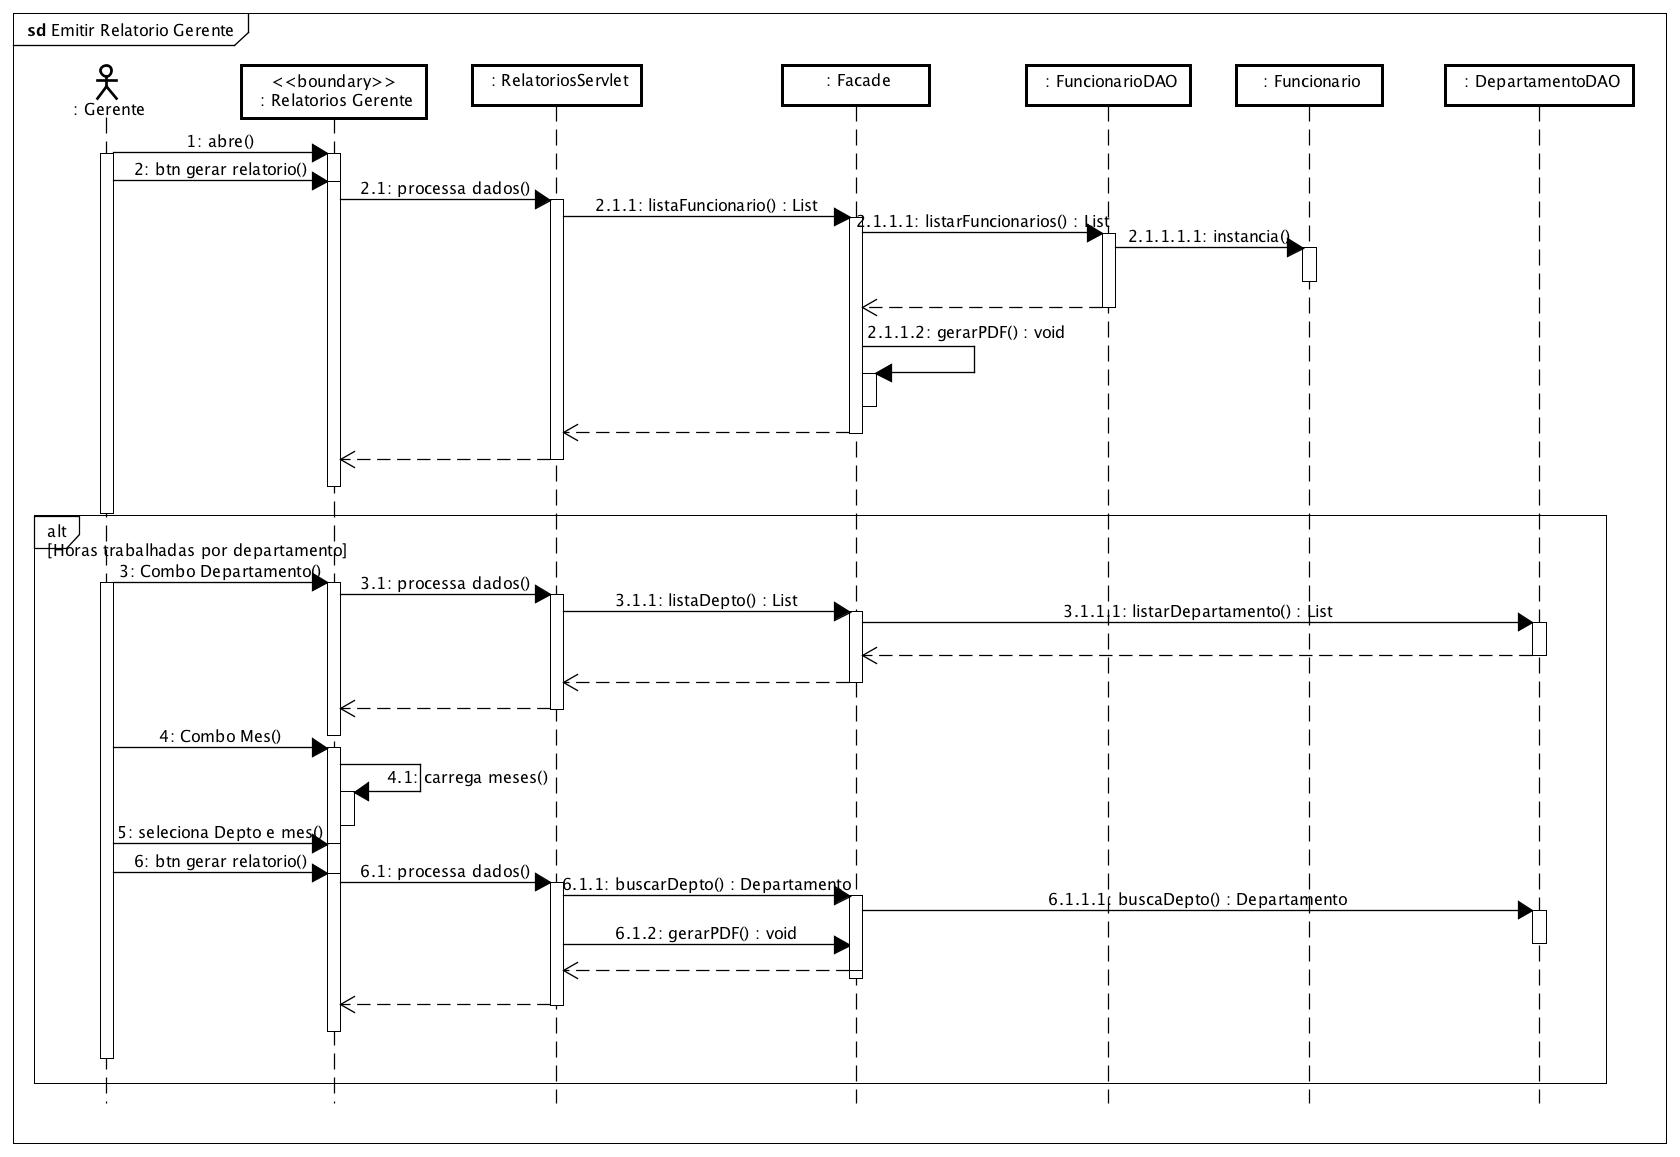 sd Emitir Relatorio Gerente
: Gerente
<<boundary>>
: Relatorios Gerente
: RelatoriosServlet
: Facade
: FuncionarioDAO
: Funcionario
: DepartamentoDAO
1: abre()
2: btn gerar relatorio()
2.1: processa dados()
2.1.1: listaFuncionario() : List
2.1.1.1: listarFuncionarios() : List
2.1.1.1.1: instancia()
2.1.1.2: gerarPDF() : void
alt
[Horas trabalhadas por departamento]
3: Combo Departamento()
3.1: processa dados()
3.1.1: listaDepto() : List
3.1.1.1: listarDepartamento() : List
4: Combo Mes()
4.1: carrega meses()
5: seleciona Depto e mes()
6: btn gerar relatorio()
6.1: processa dados()
6.1.1: buscarDepto() : Departamento
6.1.1.1: buscaDepto() : Departamento
6.1.2: gerarPDF() : void